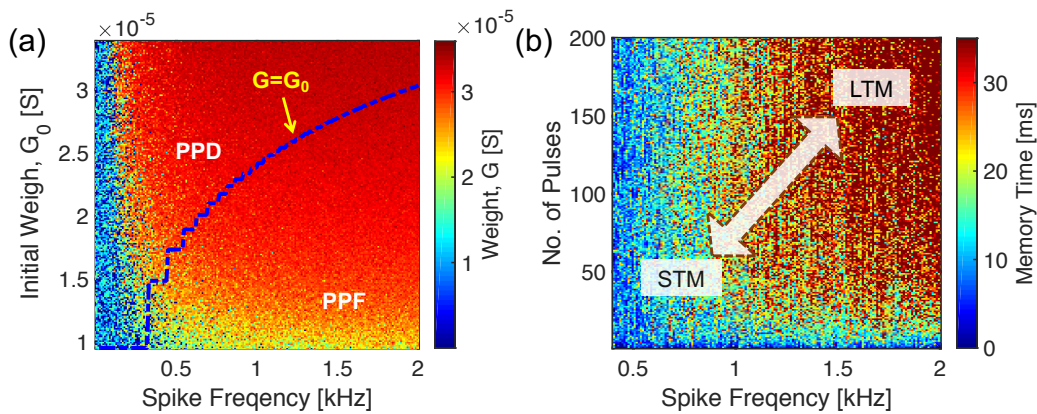 (a)
×10⁻⁵
Initial Weigh, G₀ [S]
3
2.5
2
1.5
1
G=G₀
PPD
PPF
0.5
1
1.5
2
Spike Freqency [kHz]
×10⁻⁵
3
2
1
Weight, G [S]
(b)
No. of Pulses
200
150
100
50
LTM
STM
0.5
1
1.5
2
Spike Freqency [kHz]
30
20
10
0
Memory Time [ms]